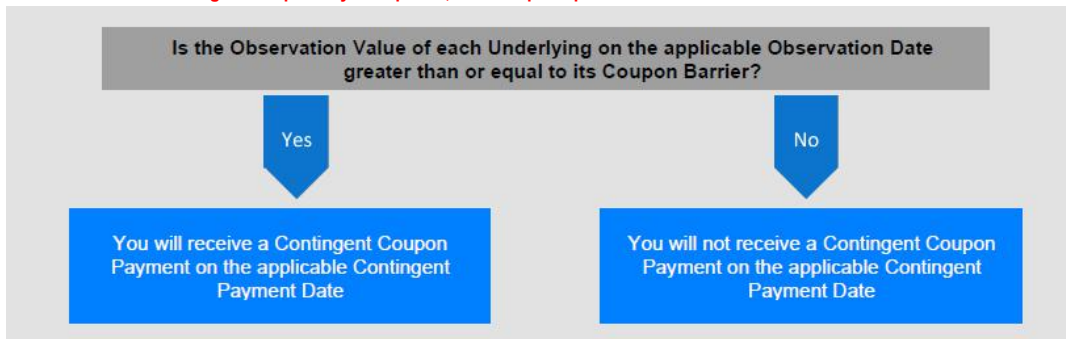 Is the Observation Value of each Underlying on the applicable Observation Date
greater than or equal to its Coupon Barrier?
Yes
No
You will receive a Contingent Coupon
Payment on the applicable Contingent
Payment Date
You will not receive a Contingent Coupon
Payment on the applicable Contingent
Payment Date